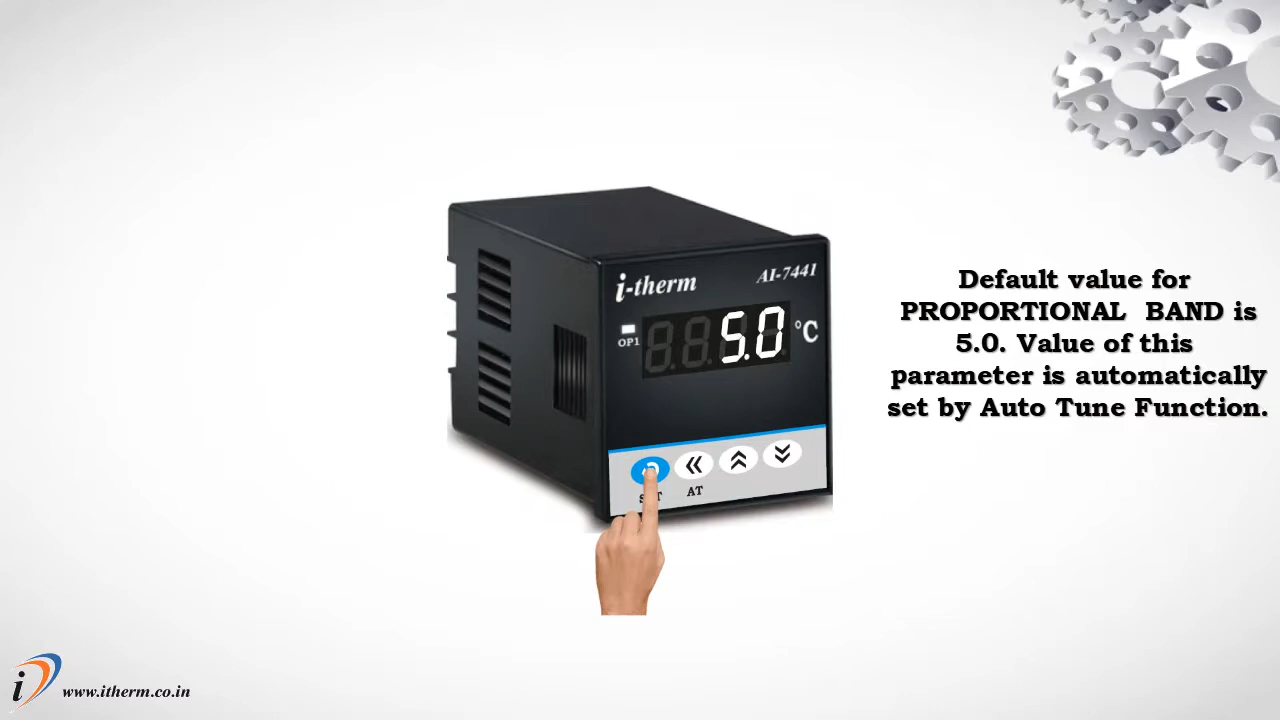 i-therm AI-7441
5.0 °C
OP1
AT
Default value for
PROPORTIONAL BAND is
5.0. Value of this
parameter is automatically
set by Auto Tune Function.
i www.itherm.co.in